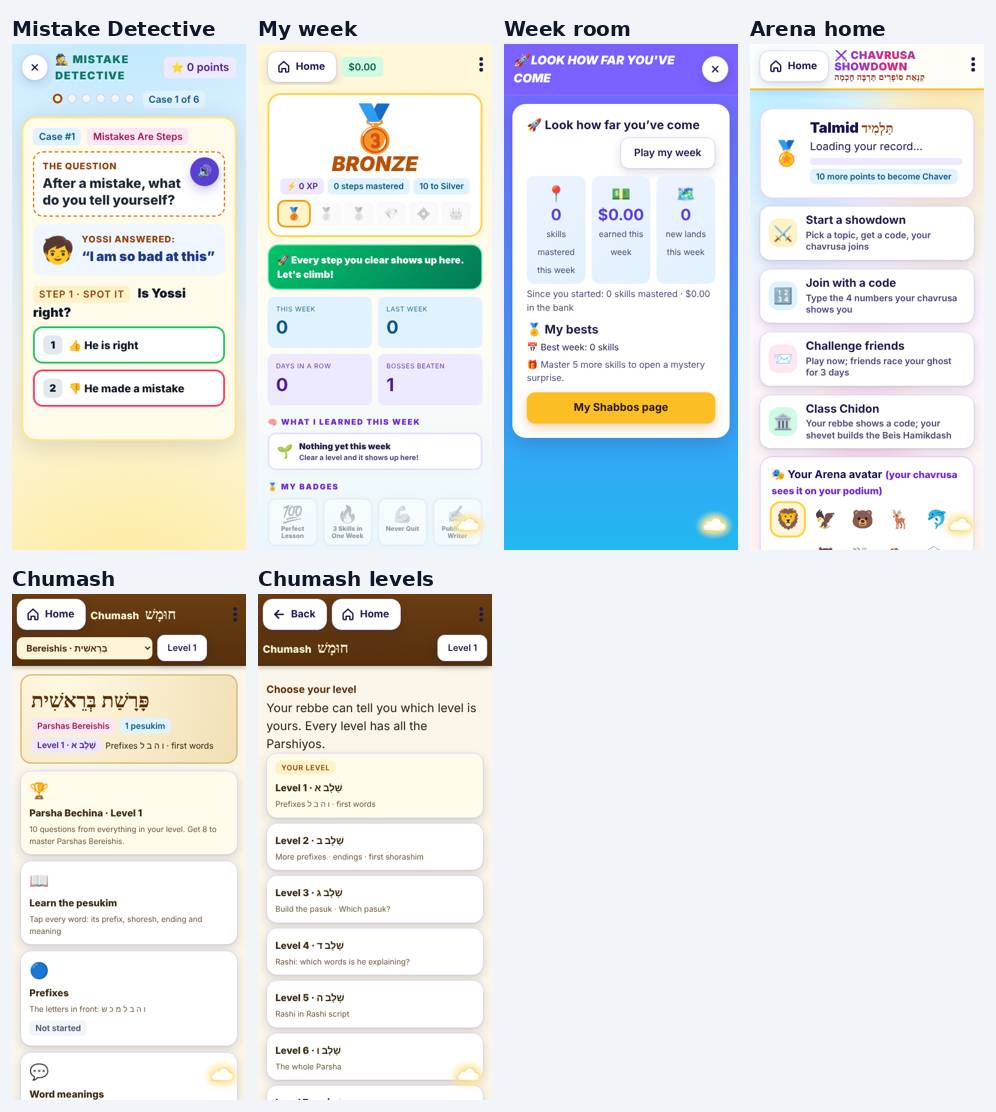 Mistake Detective
MISTAKE
DETECTIVE
0 points
Case 1 of 6
Case #1
Mistakes Are Steps
THE QUESTION
After a mistake, what
do you tell yourself?
YOSSI ANSWERED:
“I am so bad at this”
STEP 1 · SPOT IT Is Yossi
right?
1 He is right
2 He made a mistake
My week
Home
$0.00
BRONZE
0 XP
0 steps mastered
10 to Silver
Every step you clear shows up here.
Let's climb!
THIS WEEK
0
LAST WEEK
0
DAYS IN A ROW
0
BOSSES BEATEN
1
WHAT I LEARNED THIS WEEK
Nothing yet this week
Clear a level and it shows up here!
MY BADGES
Perfect
Lesson
3 Skills in
One Week
Never Quit
Writer
Week room
LOOK HOW FAR YOU'VE
COME
Look how far you’ve come
Play my week
0
skills
mastered
this week
$0.00
earned this
week
0
new lands
this week
Since you started: 0 skills mastered · $0.00
in the bank
My bests
Best week: 0 skills
Master 5 more skills to open a mystery
surprise.
My Shabbos page
Arena home
Home
CHAVRUSA
SHOWDOWN
קִנְאַת סוֹפְרִים תַּרְבֶּה חָכְמָה
Talmid תַּלְמִיד
Loading your record...
10 more points to become Chaver
Start a showdown
Pick a topic, get a code, your
chavrusa joins
Join with a code
Type the 4 numbers your chavrusa
shows you
Challenge friends
Play now; friends race your ghost
for 3 days
Class Chidon
Your rebbe shows a code; your
shevet builds the Beis Hamikdash
Your Arena avatar (your chavrusa
sees it on your podium)
Chumash
Home
Chumash חוּמָשׁ
Bereishis · בְּרֵאשִׁית
Level 1
פָּרָשַׁת בְּרֵאשִׁית
Parshas Bereishis
1 pesukim
Level 1 · שָׁלָב א
Prefixes ו ה ב ל · first words
Parsha Bechina · Level 1
10 questions from everything in your level. Get 8 to
master Parshas Bereishis.
Learn the pesukim
Tap every word: its prefix, shoresh, ending and
meaning
Prefixes
The letters in front: ו ה ב ל מ כ ש
Not started
Word meanings
Chumash levels
Back
Home
Chumash חוּמָשׁ
Level 1
Choose your level
Your rebbe can tell you which level is
yours. Every level has all the
Parshiyos.
YOUR LEVEL
Level 1 · שָׁלָב א
Prefixes ו ה ב ל · first words
Level 2 · שָׁלָב ב
More prefixes · endings · first shorashim
Level 3 · שָׁלָב ג
Build the pasuk · Which pasuk?
Level 4 · שָׁלָב ד
Rashi: which words is he explaining?
Level 5 · שָׁלָב ה
Rashi in Rashi script
Level 6 · שָׁלָב ו
The whole Parsha